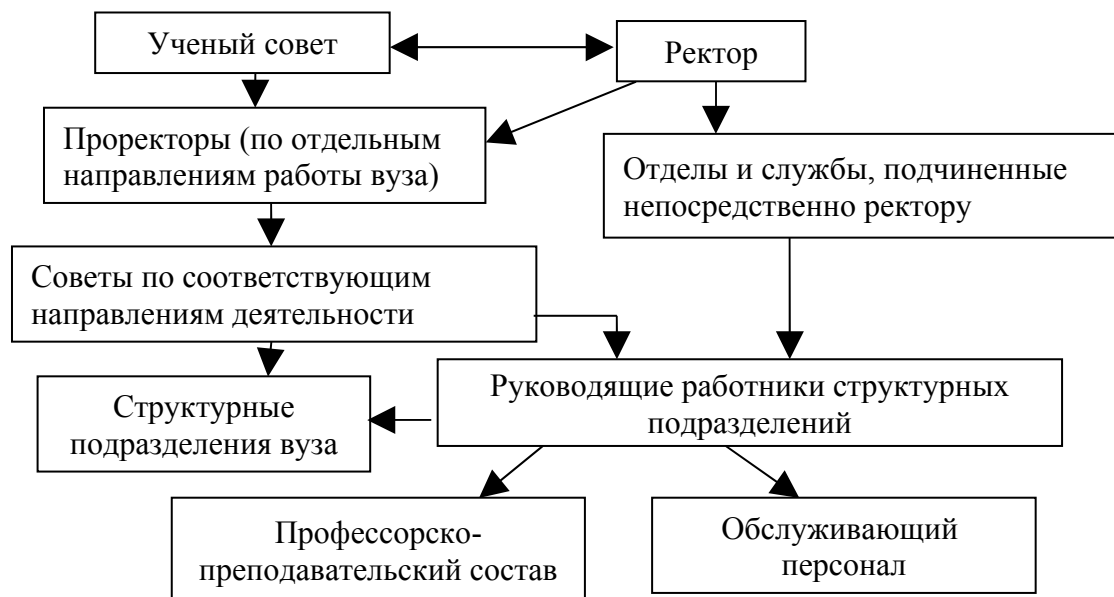 Ученый совет
Ректор
Проректоры (по отдельным
направлениям работы вуза)
Отделы и службы, подчиненные
непосредственно ректору
Советы по соответствующим
направлениям деятельности
Структурные
подразделения вуза
Руководящие работники структурных
подразделений
Профессорско-
преподавательский состав
Обслуживающий
персонал